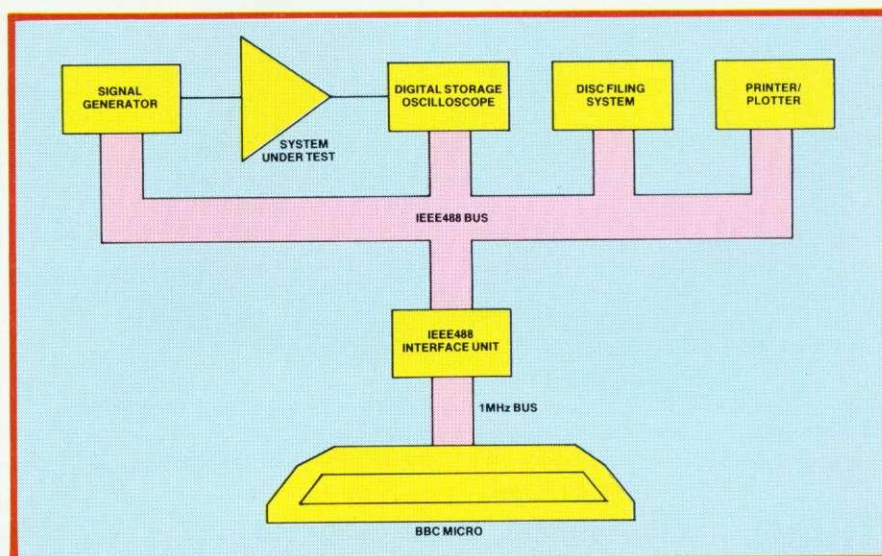 SIGNAL
GENERATOR
SYSTEM
UNDER TEST
DIGITAL STORAGE
OSCILLOSCOPE
DISC FILING
SYSTEM
PRINTER/
PLOTTER
IEEE488 BUS
IEEE488
INTERFACE UNIT
1MHz BUS
BBC MICRO